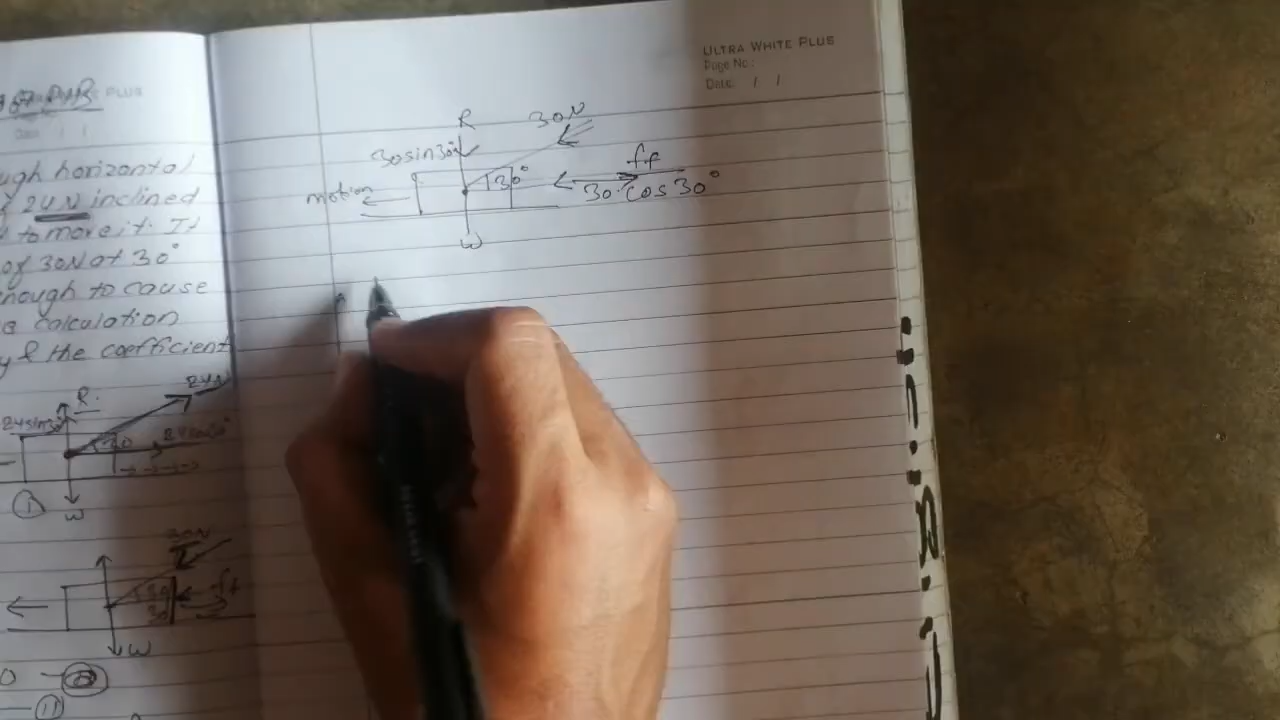 ugh horizontal
24N inclined
to move it. It
of 30N at 30°
nough to cause
a calculation
y & the coefficient
R.
24N
24sin30
24cos30°
30
1
W
30N
ff
W
0
11
ULTRA WHITE PLUS
Page No:
Date: / /
R
30N
30sin30°
ff
motion
30°
30 cos 30°
W